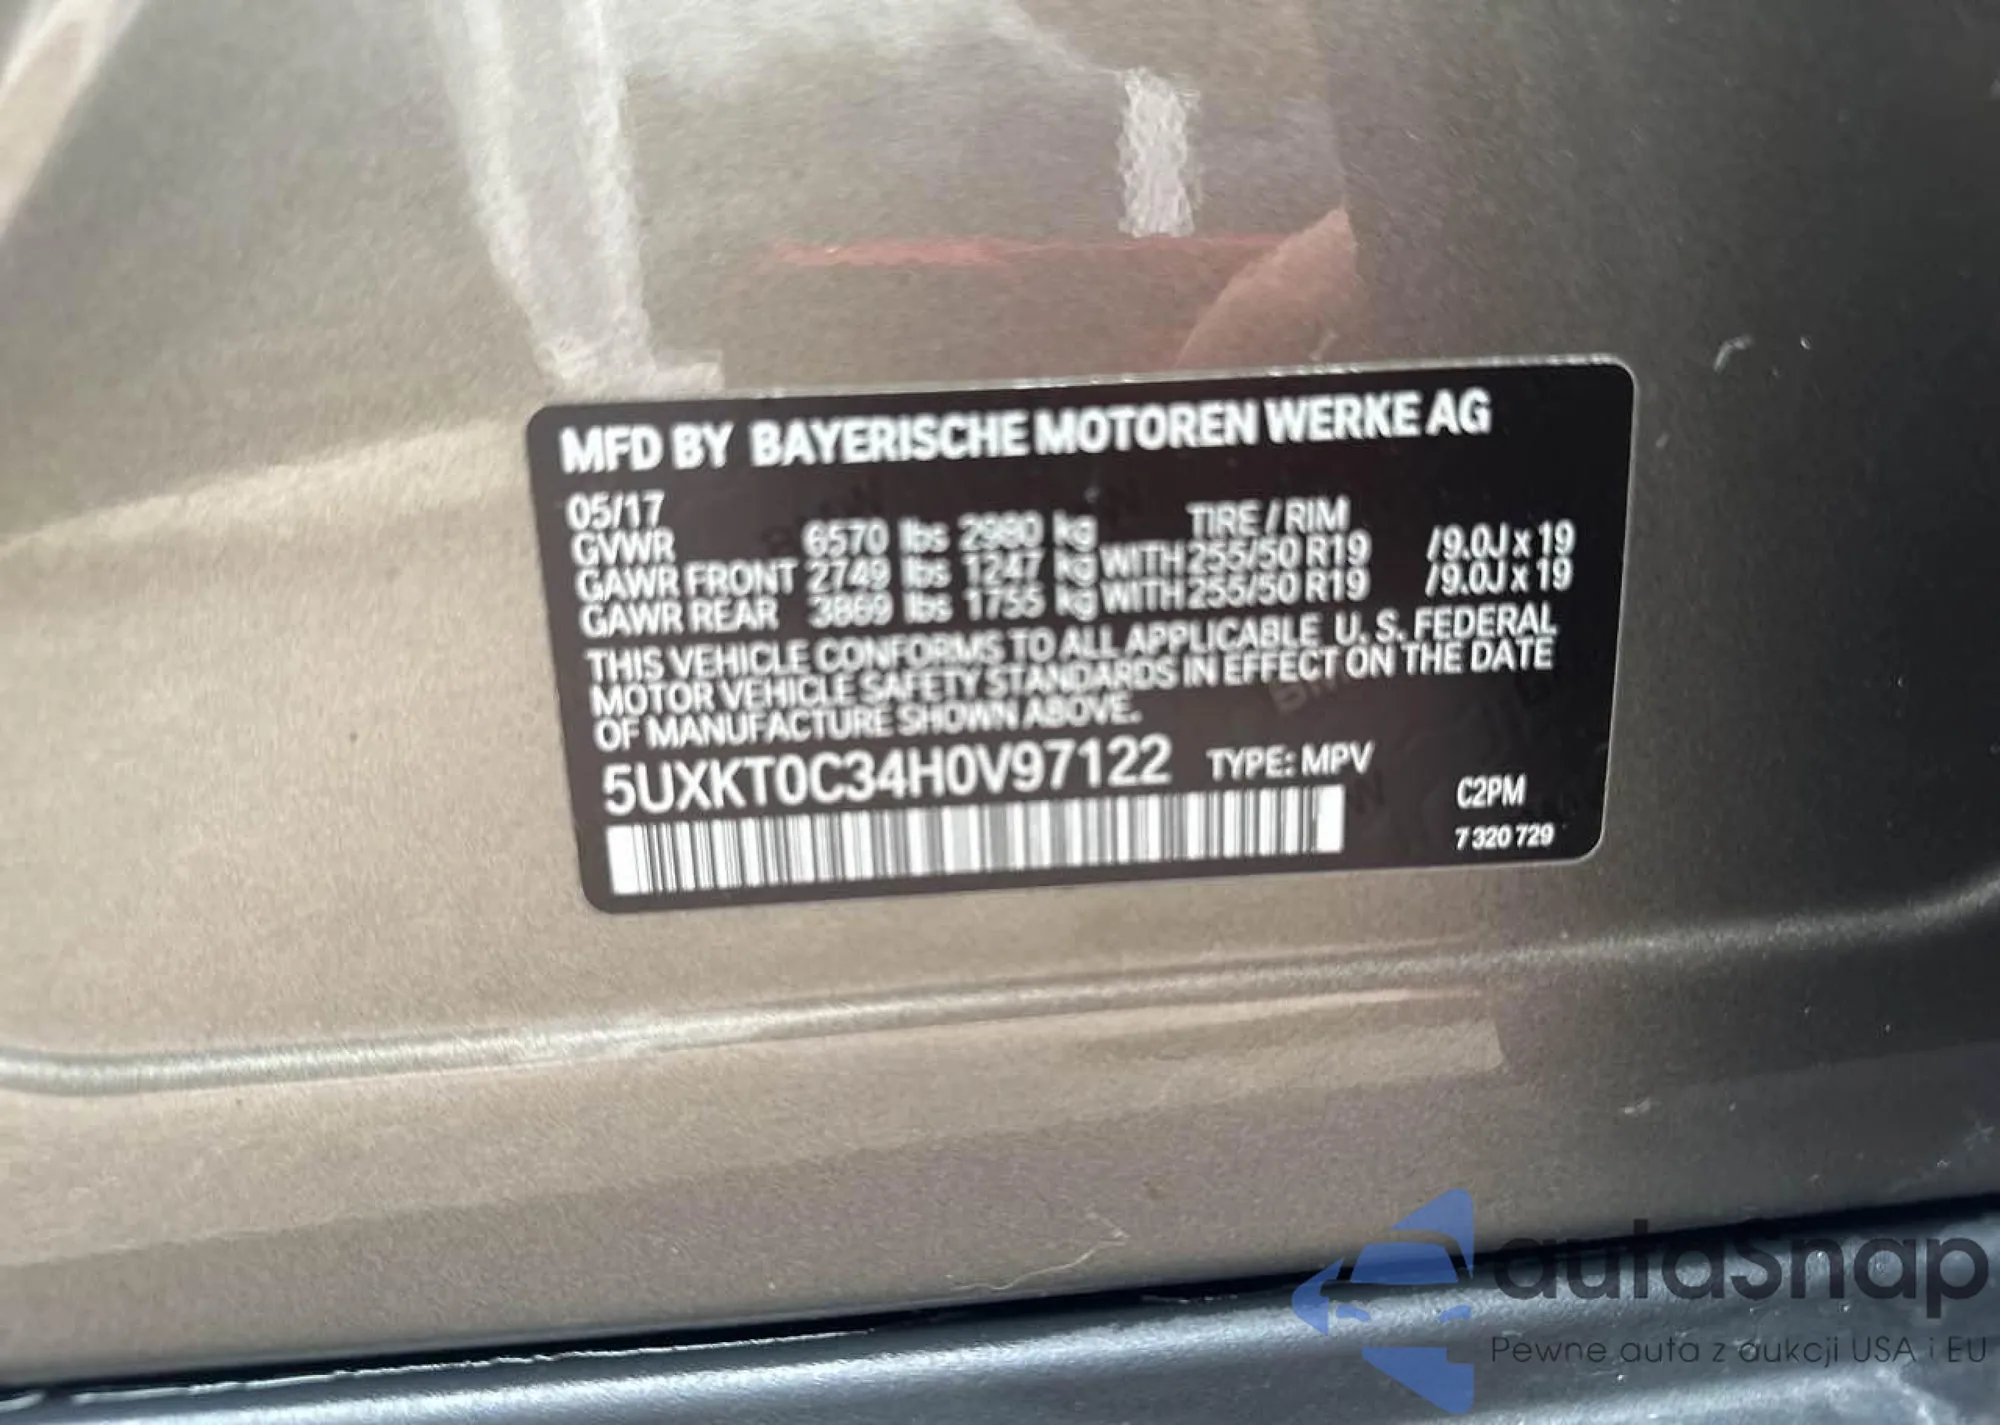 MFD BY BAYERISCHE MOTOREN WERKE AG
05/17
TIRE / RIM
GVWR 6570 lbs 2980 kg
GAWR FRONT 2749 lbs 1247 kg WITH 255/50 R19 /9.0J x 19
GAWR REAR 3869 lbs 1755 kg WITH 255/50 R19 /9.0J x 19
THIS VEHICLE CONFORMS TO ALL APPLICABLE U. S. FEDERAL
MOTOR VEHICLE SAFETY STANDARDS IN EFFECT ON THE DATE
OF MANUFACTURE SHOWN ABOVE.
5UXKT0C34H0V97122 TYPE: MPV
C2PM
7 320 729
autasnap
Pewne auta z aukcji USA i EU